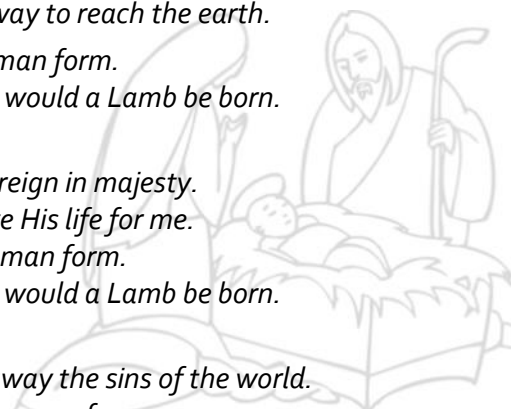 way to reach the earth.
man form.
would a Lamb be born.
reign in majesty.
His life for me.
man form.
would a Lamb be born.
way the sins of the world.